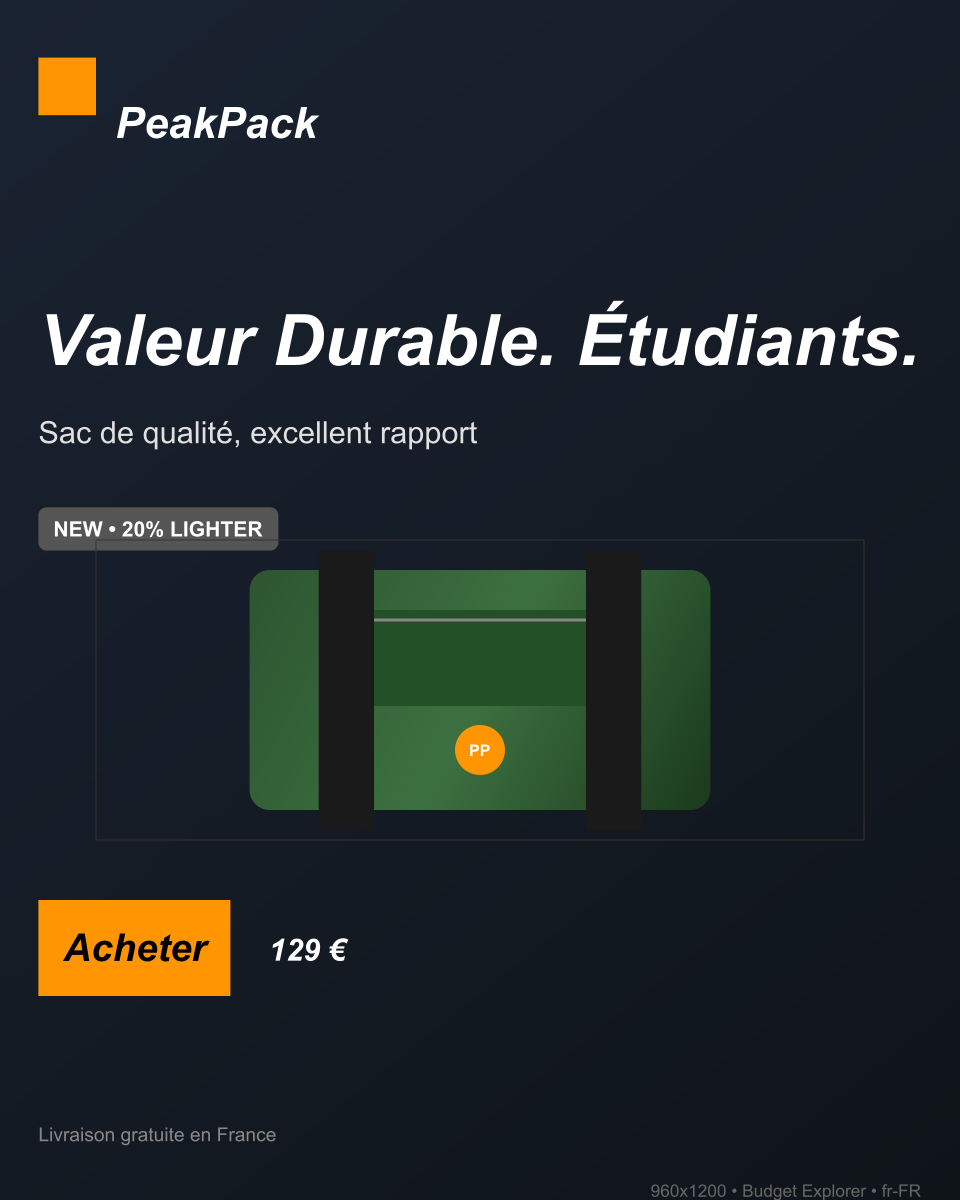 PeakPack
Valeur Durable. Étudiants.
Sac de qualité, excellent rapport
NEW • 20% LIGHTER
PP
Acheter
129 €
Livraison gratuite en France
960x1200 • Budget Explorer • fr-FR